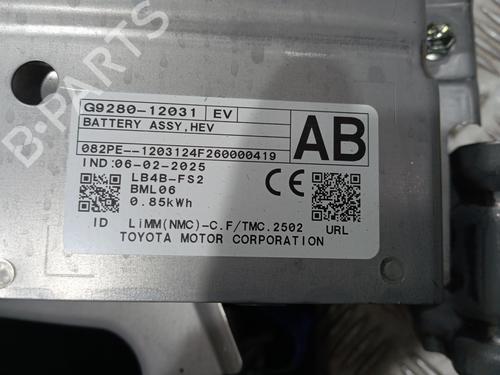 B-PARTS
G9280-12031 EV
BATTERY ASSY,HEV
AB
082PE--1203124F260000419
IND:06-02-2025
LB4B-FS2
CE
BML06
0.85kWh
ID LiMM(NMC)-C.F/TMC.2502 URL
TOYOTA MOTOR CORPORATION